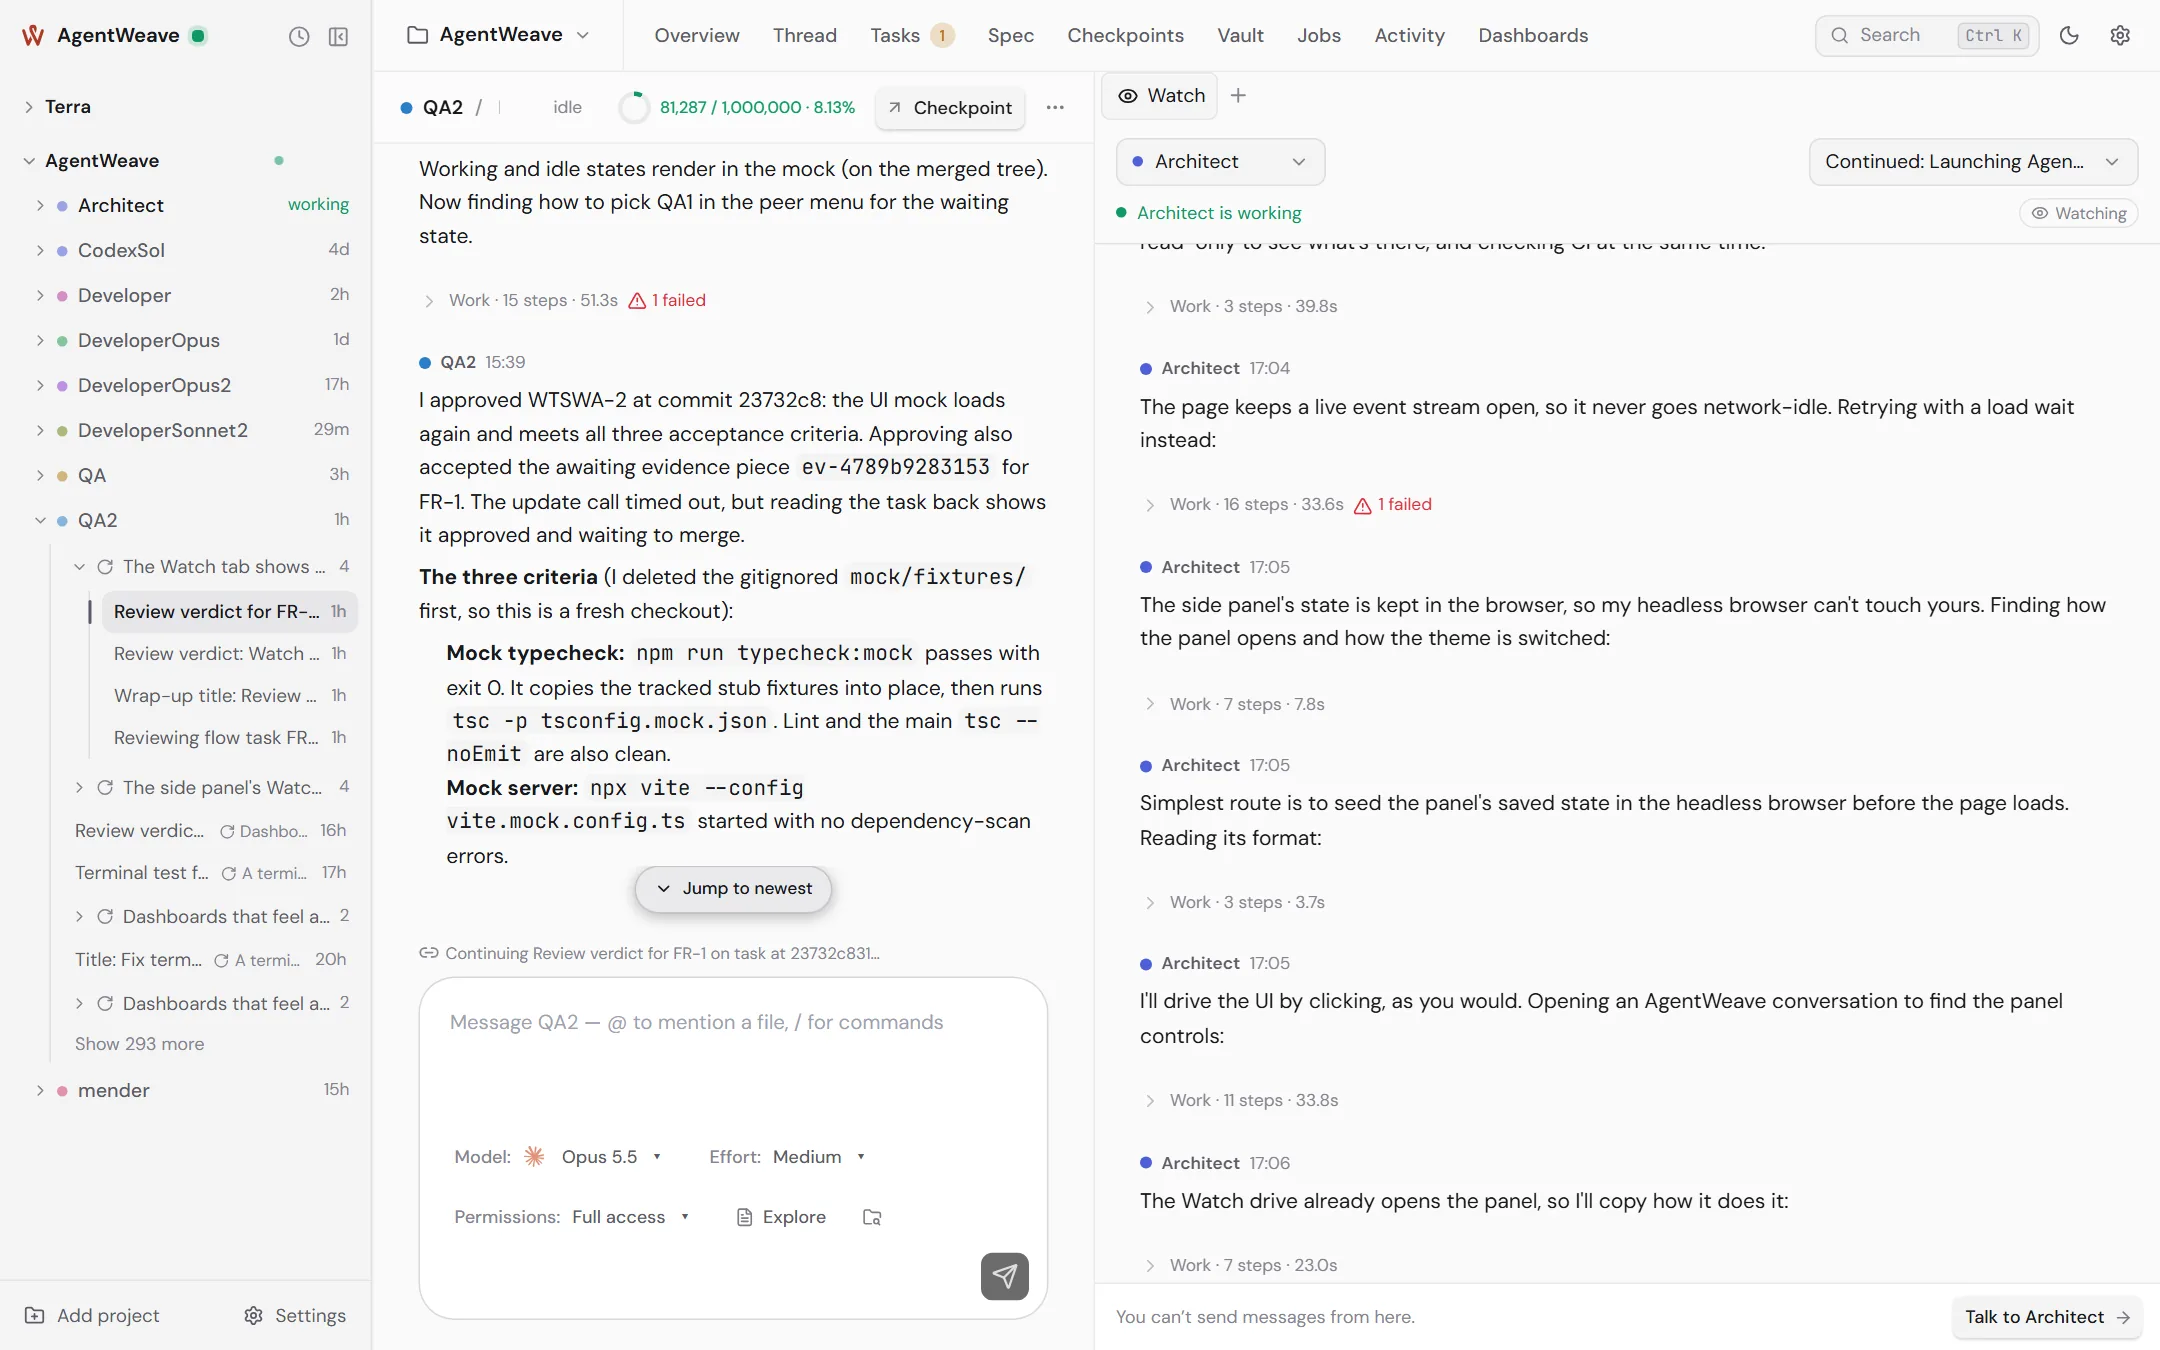 AgentWeave
Terra
AgentWeave
Architect working
CodexSol 4d
Developer 2h
DeveloperOpus 1d
DeveloperOpus2 17h
DeveloperSonnet2 29m
QA 3h
QA2 1h
The Watch tab shows ... 4
Review verdict for FR-... 1h
Review verdict: Watch ... 1h
Wrap-up title: Review ... 1h
Reviewing flow task FR... 1h
The side panel's Watc... 4
Review verdic... Dashbo... 16h
Terminal test f... A termi... 17h
Dashboards that feel a... 2
Title: Fix term... A termi... 20h
Dashboards that feel a... 2
Show 293 more
mender 15h
Add project Settings
AgentWeave Overview Thread Tasks 1 Spec Checkpoints Vault Jobs Activity Dashboards Search Ctrl K
QA2 / idle 81,287 / 1,000,000 · 8.13% Checkpoint
Working and idle states render in the mock (on the merged tree).
Now finding how to pick QA1 in the peer menu for the waiting
state.
Work · 15 steps · 51.3s 1 failed
QA2 15:39
I approved WTSWA-2 at commit 23732c8: the UI mock loads
again and meets all three acceptance criteria. Approving also
accepted the awaiting evidence piece ev-4789b9283153 for
FR-1. The update call timed out, but reading the task back shows
it approved and waiting to merge.
The three criteria (I deleted the gitignored mock/fixtures/
first, so this is a fresh checkout):
Mock typecheck: npm run typecheck:mock passes with
exit 0. It copies the tracked stub fixtures into place, then runs
tsc -p tsconfig.mock.json. Lint and the main tsc --
noEmit are also clean.
Mock server: npx vite --config
vite.mock.config.ts started with no dependency-scan
errors.
Jump to newest
Continuing Review verdict for FR-1 on task at 23732c831...
Message QA2 — @ to mention a file, / for commands
Model: Opus 5.5 Effort: Medium
Permissions: Full access Explore
Watch
Architect Continued: Launching Agen...
Architect is working Watching
read-only to see what's there, and checking CI at the same time.
Work · 3 steps · 39.8s
Architect 17:04
The page keeps a live event stream open, so it never goes network-idle. Retrying with a load wait
instead:
Work · 16 steps · 33.6s 1 failed
Architect 17:05
The side panel's state is kept in the browser, so my headless browser can't touch yours. Finding how
the panel opens and how the theme is switched:
Work · 7 steps · 7.8s
Architect 17:05
Simplest route is to seed the panel's saved state in the headless browser before the page loads.
Reading its format:
Work · 3 steps · 3.7s
Architect 17:05
I'll drive the UI by clicking, as you would. Opening an AgentWeave conversation to find the panel
controls:
Work · 11 steps · 33.8s
Architect 17:06
The Watch drive already opens the panel, so I'll copy how it does it:
Work · 7 steps · 23.0s
You can't send messages from here. Talk to Architect